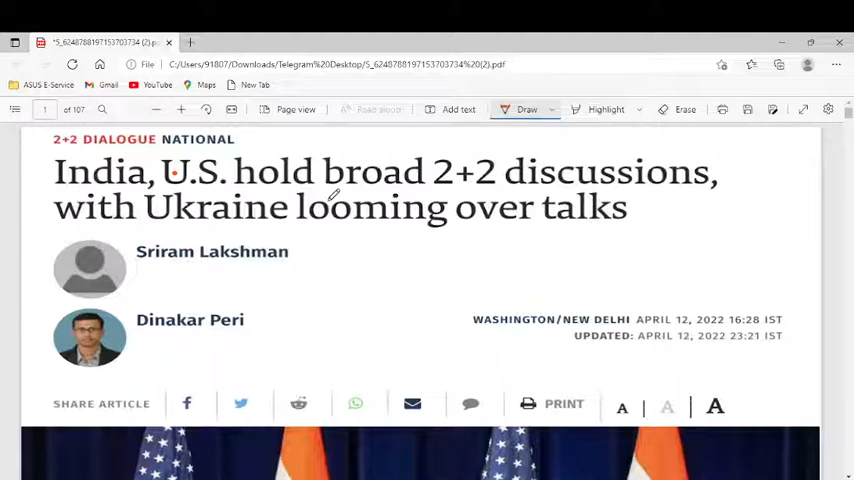 *5_6248788197153703734 (2).p
File
C:/Users/91807/Downloads/Telegram%20Desktop/5_6248788197153703734%20(2).pdf
ASUS E-Service
Gmail
YouTube
Maps
New Tab
1 of 107
Page view
Read aloud
Add text
Draw
Highlight
Erase
2+2 DIALOGUE NATIONAL
India, U.S. hold broad 2+2 discussions,
with Ukraine looming over talks
Sriram Lakshman
Dinakar Peri
WASHINGTON/NEW DELHI APRIL 12, 2022 16:28 IST
UPDATED: APRIL 12, 2022 23:21 IST
SHARE ARTICLE
PRINT
A | A | A